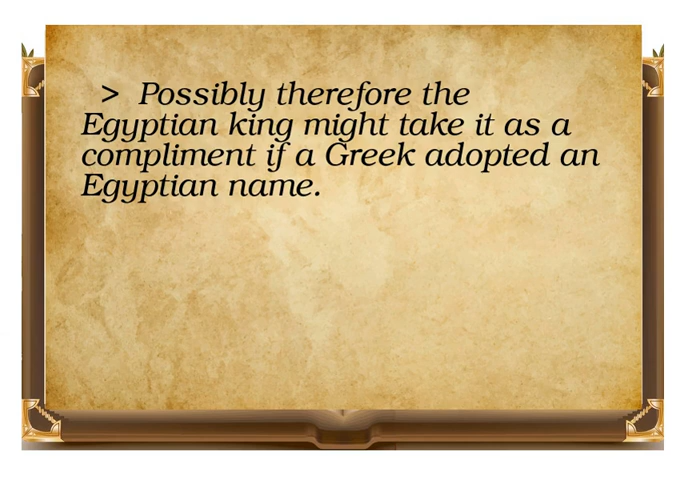 > Possibly therefore the
Egyptian king might take it as a
compliment if a Greek adopted an
Egyptian name.